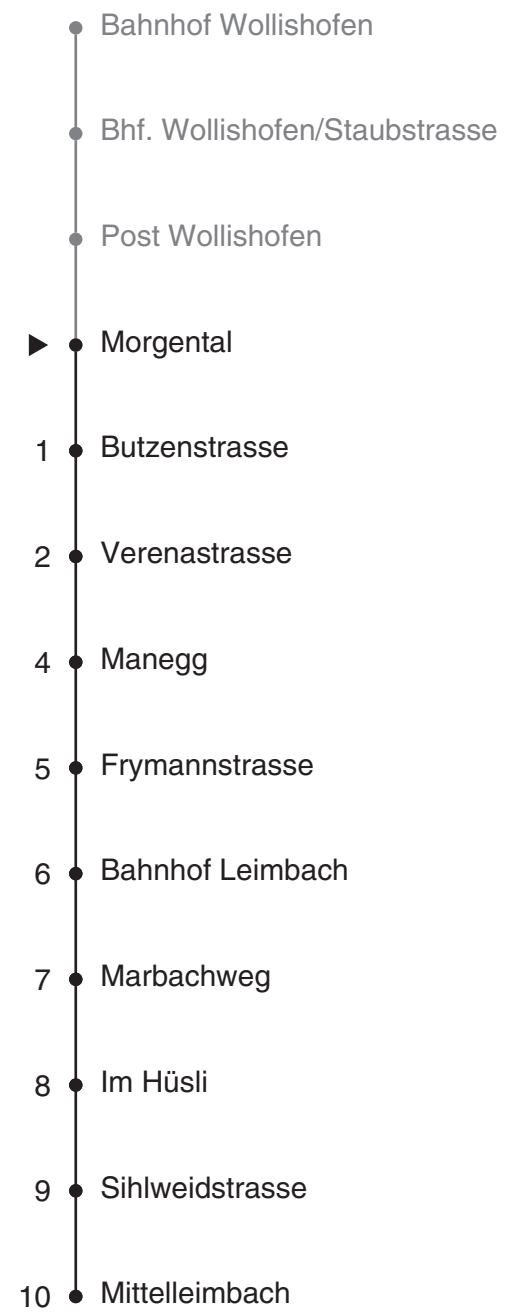 Bahnhof Wollishofen
Bhf. Wollishofen/Staubstrasse
Post Wollishofen
Morgental
1 Butzenstrasse
2 Verenastrasse
4 Manegg
5 Frymannstrasse
6 Bahnhof Leimbach
7 Marbachweg
8 Im Hüsli
9 Sihlweidstrasse
10 Mittelleimbach